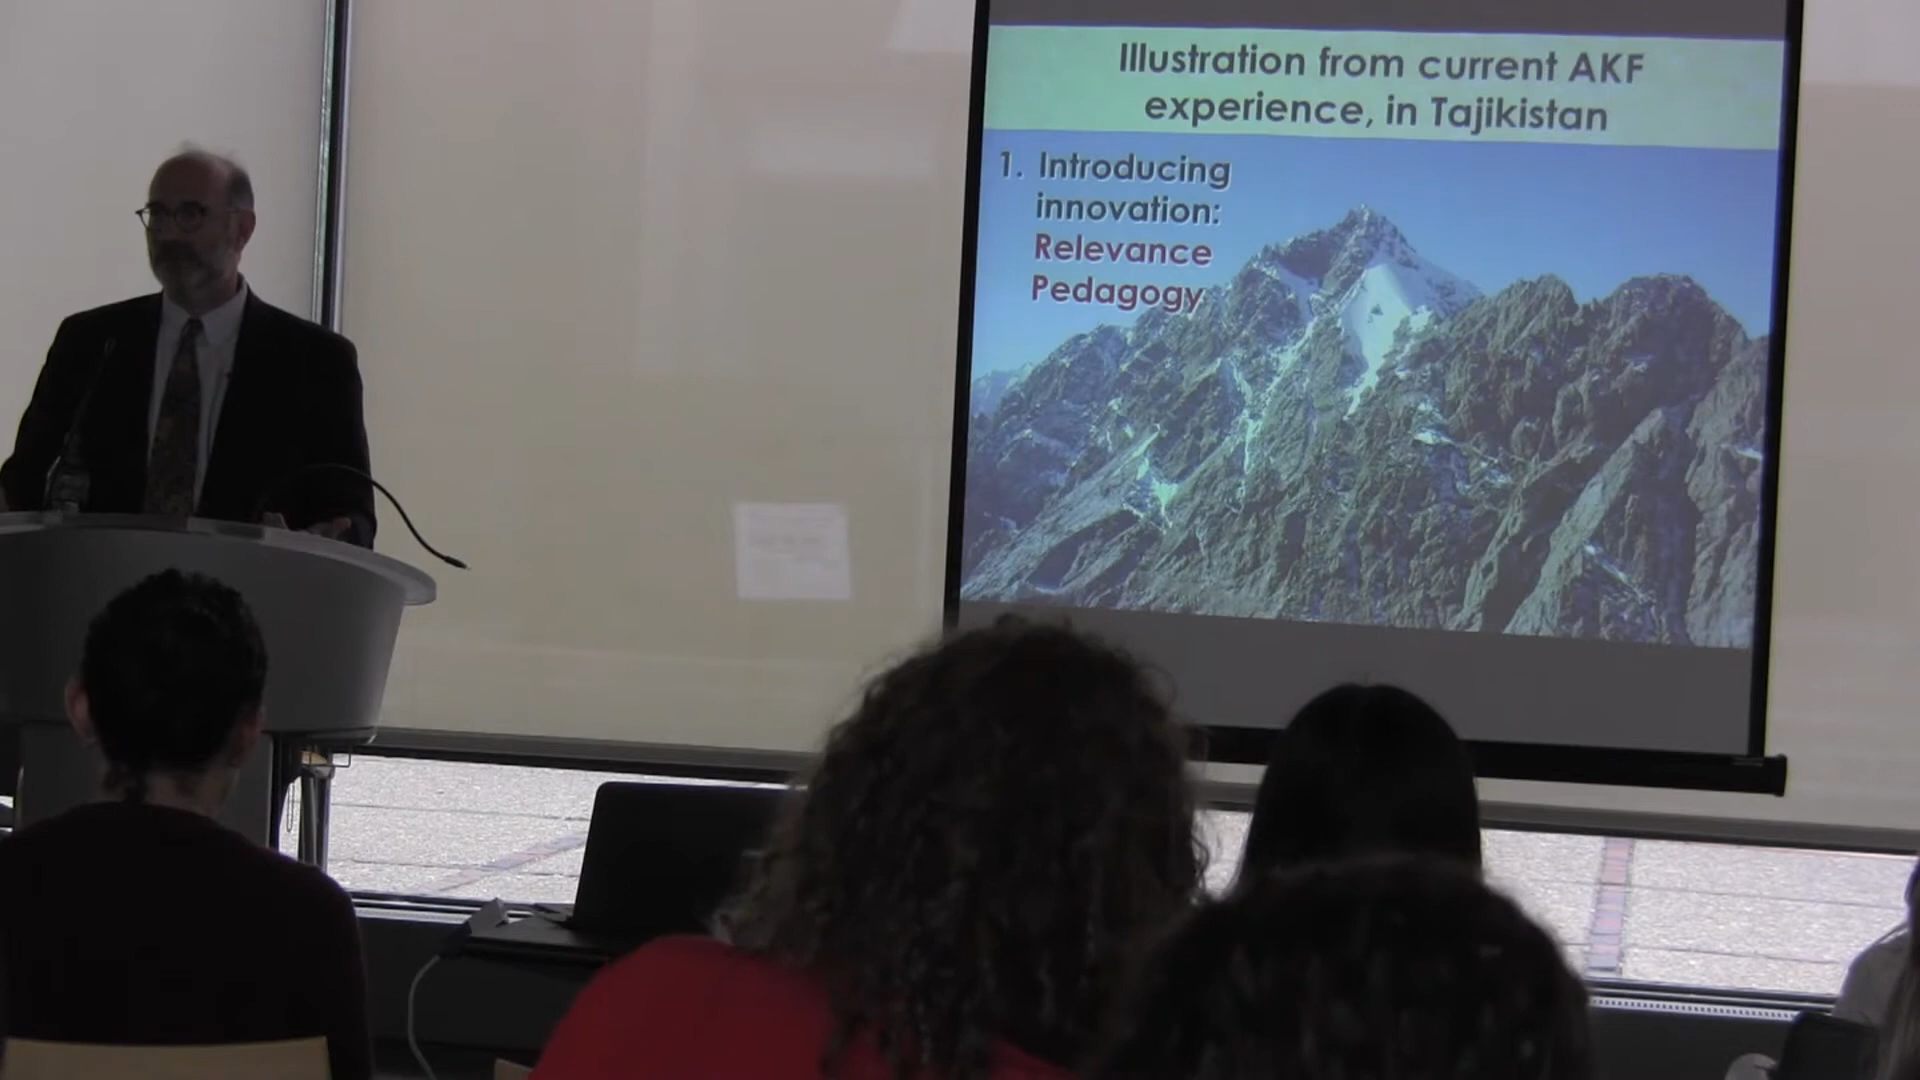 Illustration from current AKF
experience, in Tajikistan
1. Introducing
innovation:
Relevance
Pedagogy